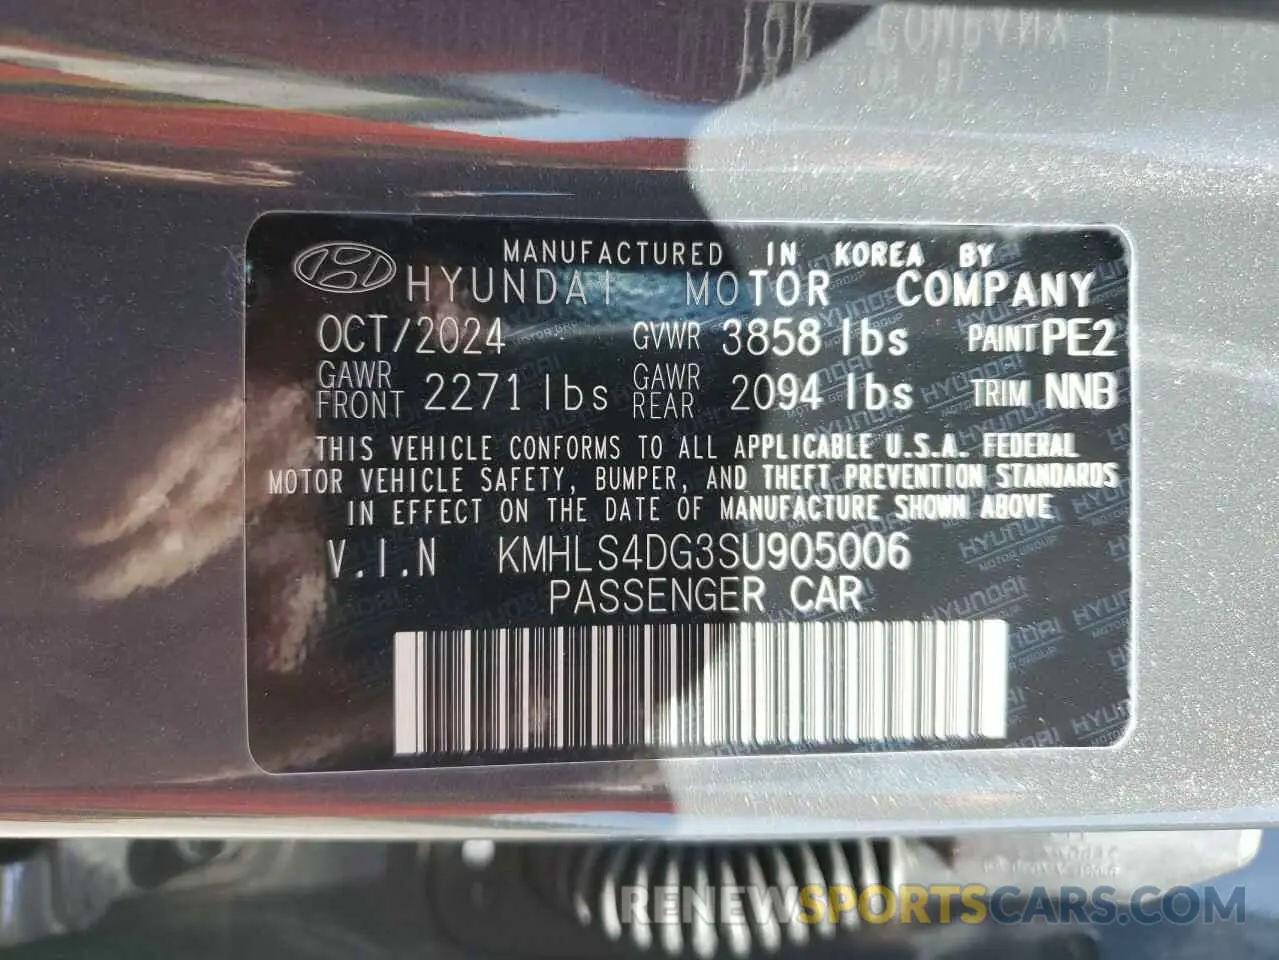 MANUFACTURED IN KOREA BY
HYUNDAI MOTOR COMPANY
OCT/2024 GVWR 3858 lbs PAINT PE2
GAWR FRONT 2271 lbs GAWR REAR 2094 lbs TRIM NNB
THIS VEHICLE CONFORMS TO ALL APPLICABLE U.S.A. FEDERAL
MOTOR VEHICLE SAFETY, BUMPER, AND THEFT PREVENTION STANDARDS
IN EFFECT ON THE DATE OF MANUFACTURE SHOWN ABOVE
V.I.N KMHLS4DG3SU905006
PASSENGER CAR
RENEWSPORTSCARS.COM